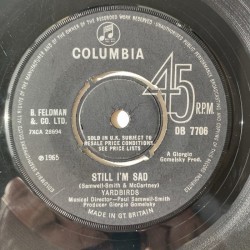 COLUMBIA
45
R.P.M.
B. FELDMAN
& CO. LTD.
7XCA 28694
SOLD IN U.K. SUBJECT TO
RESALE PRICE CONDITIONS,
SEE PRICE LISTS
DB 7706
℗1965
A Giorgio
Gomelsky Prod.
STILL I'M SAD
(Samwell-Smith & McCartney)
YARDBIRDS
Musical Director—Paul Samwell-Smith
Producer Giorgio Gomelsky
MADE IN GT. BRITAIN